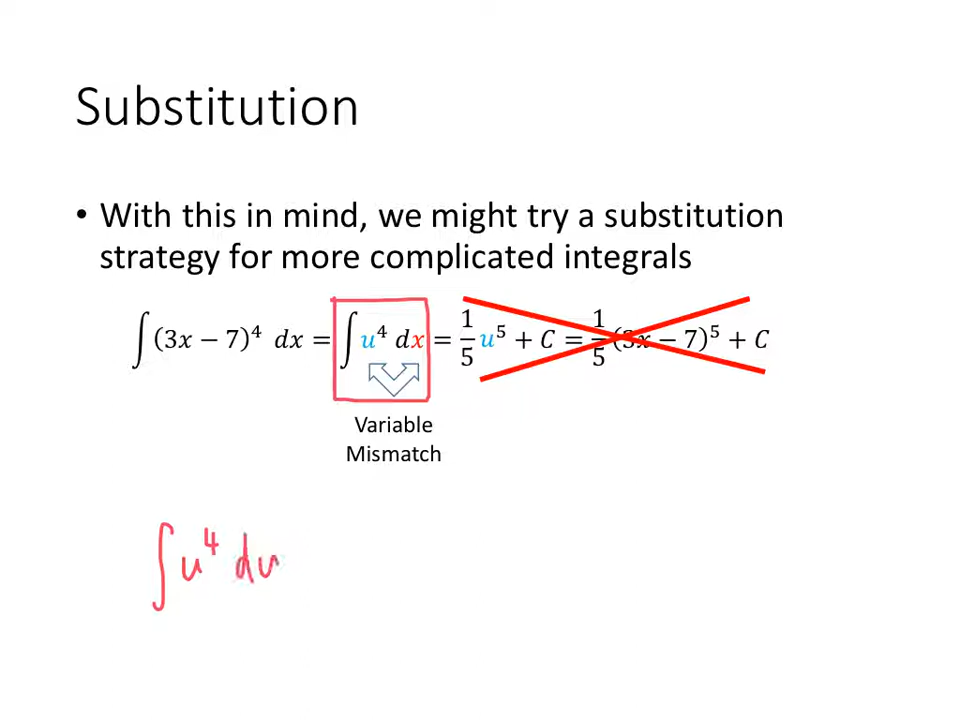 Substitution
• With this in mind, we might try a substitution
strategy for more complicated integrals
∫(3x − 7)⁴ dx = ∫u⁴ dx = 1/5 u⁵ + C = 1/5 (3x − 7)⁵ + C
Variable
Mismatch
∫u⁴ du